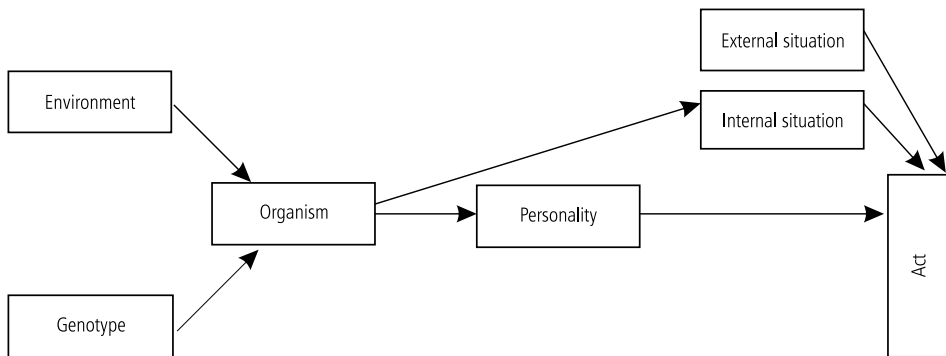 External situation
Environment
Internal situation
Organism
Personality
Act
Genotype